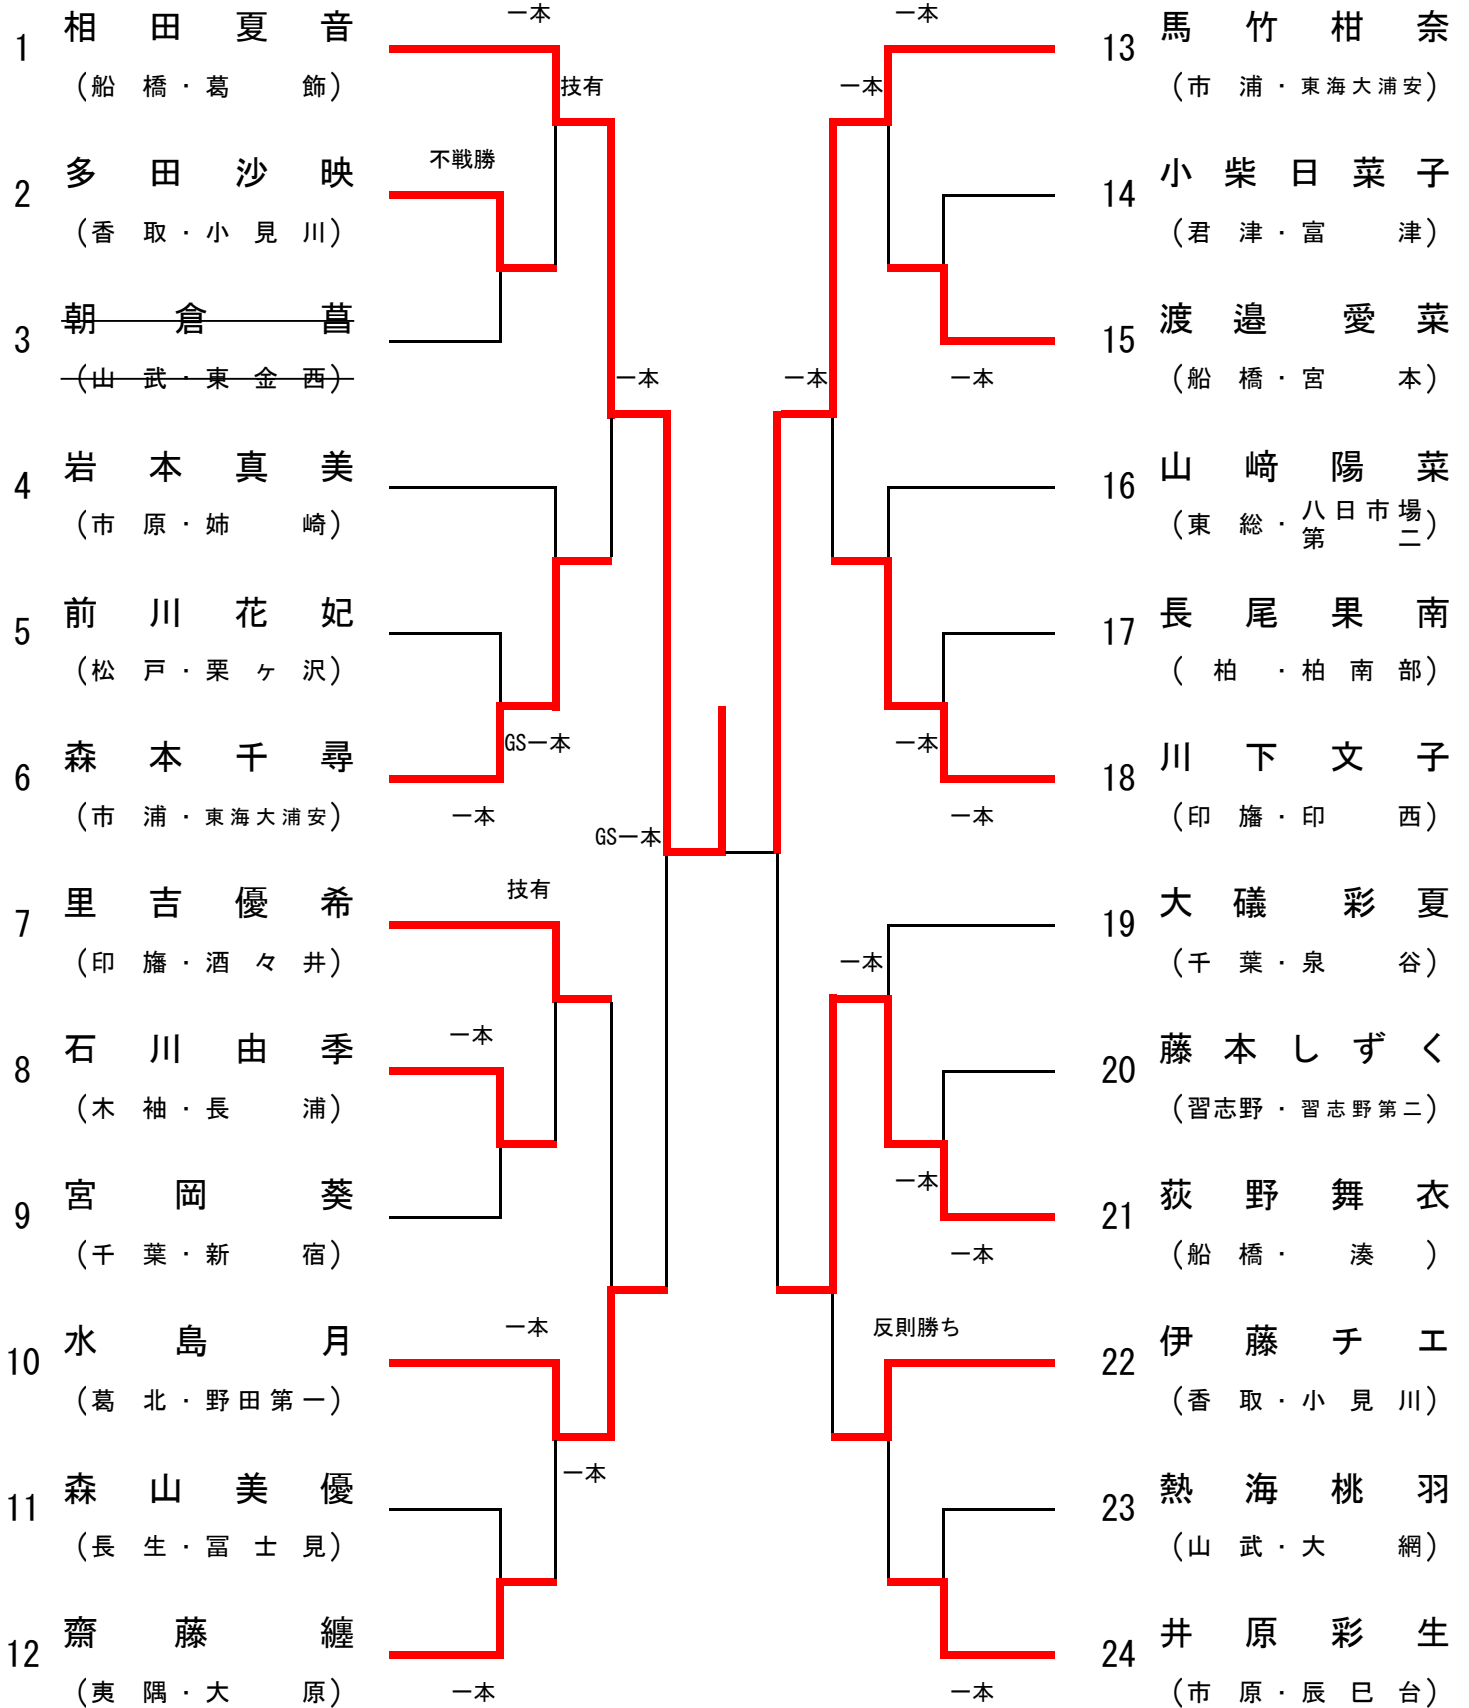 一本
1 相田夏音
(船橋・葛飾)
技有
不戦勝
2 多田沙映
(香取・小見川)
3 朝倉菖
(山武・東金西)
一本
4 岩本真美
(市原・姉崎)
5 前川花妃
(松戸・栗ヶ沢)
GS一本
6 森本千尋
(市浦・東海大浦安)
一本
GS一本
技有
7 里吉優希
(印旛・酒々井)
一本
8 石川由季
(木袖・長浦)
9 宮岡葵
(千葉・新宿)
一本
10 水島月
(葛北・野田第一)
一本
11 森山美優
(長生・冨士見)
12 齋藤纏
(夷隅・大原)
一本
一本
13 馬竹柑奈
(市浦・東海大浦安)
一本
14 小柴日菜子
(君津・富津)
15 渡邉愛菜
(船橋・宮本)
一本
一本
16 山﨑陽菜
(東総・八日市場
第二)
17 長尾果南
(柏・柏南部)
一本
18 川下文子
(印旛・印西)
一本
19 大礒彩夏
(千葉・泉谷)
一本
20 藤本しずく
(習志野・習志野第二)
一本
21 荻野舞衣
(船橋・湊)
一本
反則勝ち
22 伊藤チエ
(香取・小見川)
23 熱海桃羽
(山武・大網)
24 井原彩生
(市原・辰巳台)
一本